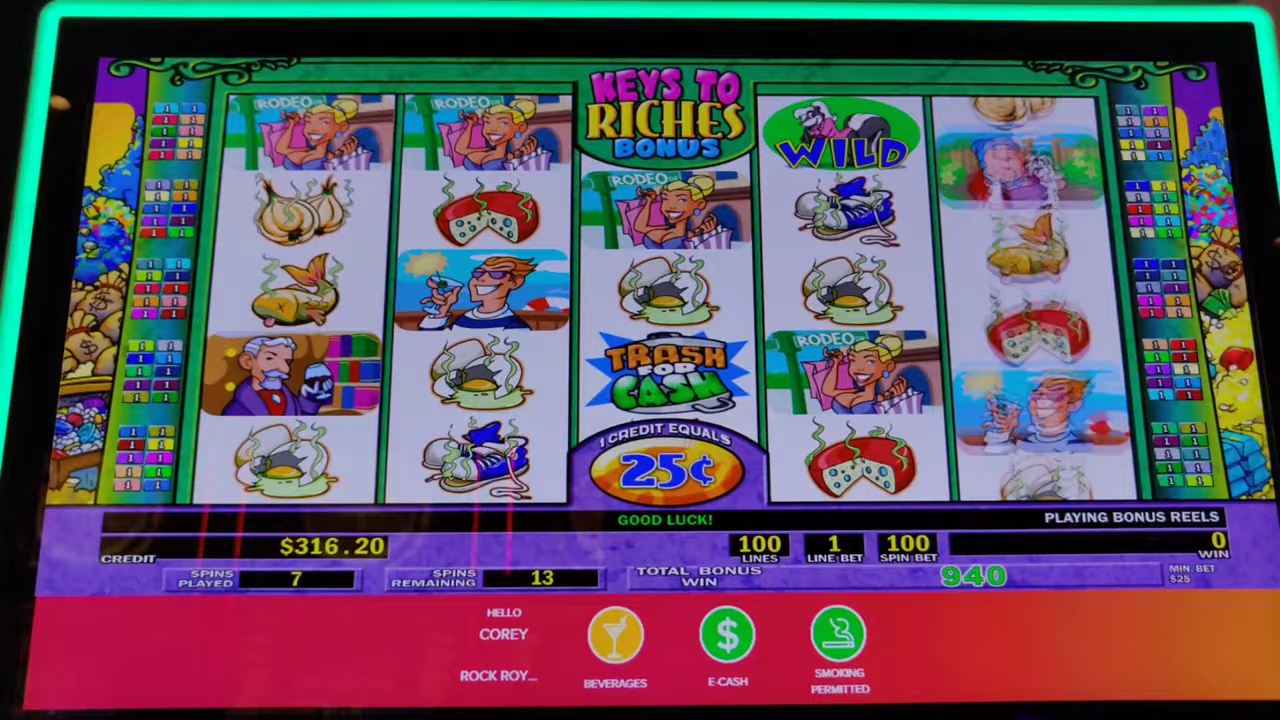 KEYS TO
RICHES
BONUS
RODEO
RODEO
WILD
RODEO
TRASH
FOR
CASH
RODEO
1 CREDIT EQUALS
25¢
GOOD LUCK!
PLAYING BONUS REELS
CREDIT
$316.20
100
LINES
1
LINE BET
100
SPIN BET
0
WIN
SPINS
PLAYED
7
SPINS
REMAINING
13
TOTAL BONUS
WIN
940
MIN. BET
$25
HELLO
COREY
ROCK ROY...
BEVERAGES
$
E-CASH
SMOKING
PERMITTED